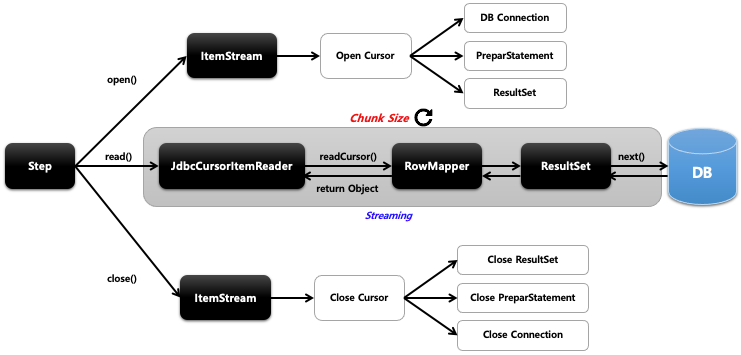 DB Connection
ItemStream
Open Cursor
PreparStatement
open()
ResultSet
Chunk Size
Step
read()
JdbcCursorItemReader
readCursor()
return Object
RowMapper
ResultSet
next()
DB
Streaming
close()
ItemStream
Close Cursor
Close ResultSet
Close PreparStatement
Close Connection